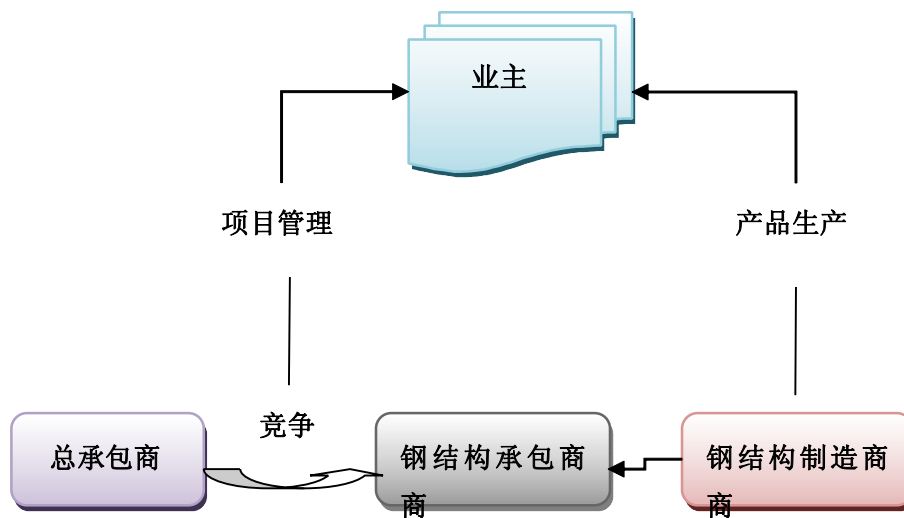 业主
项目管理
产品生产
竞争
总承包商
钢结构承包商
商
钢结构制造商
商